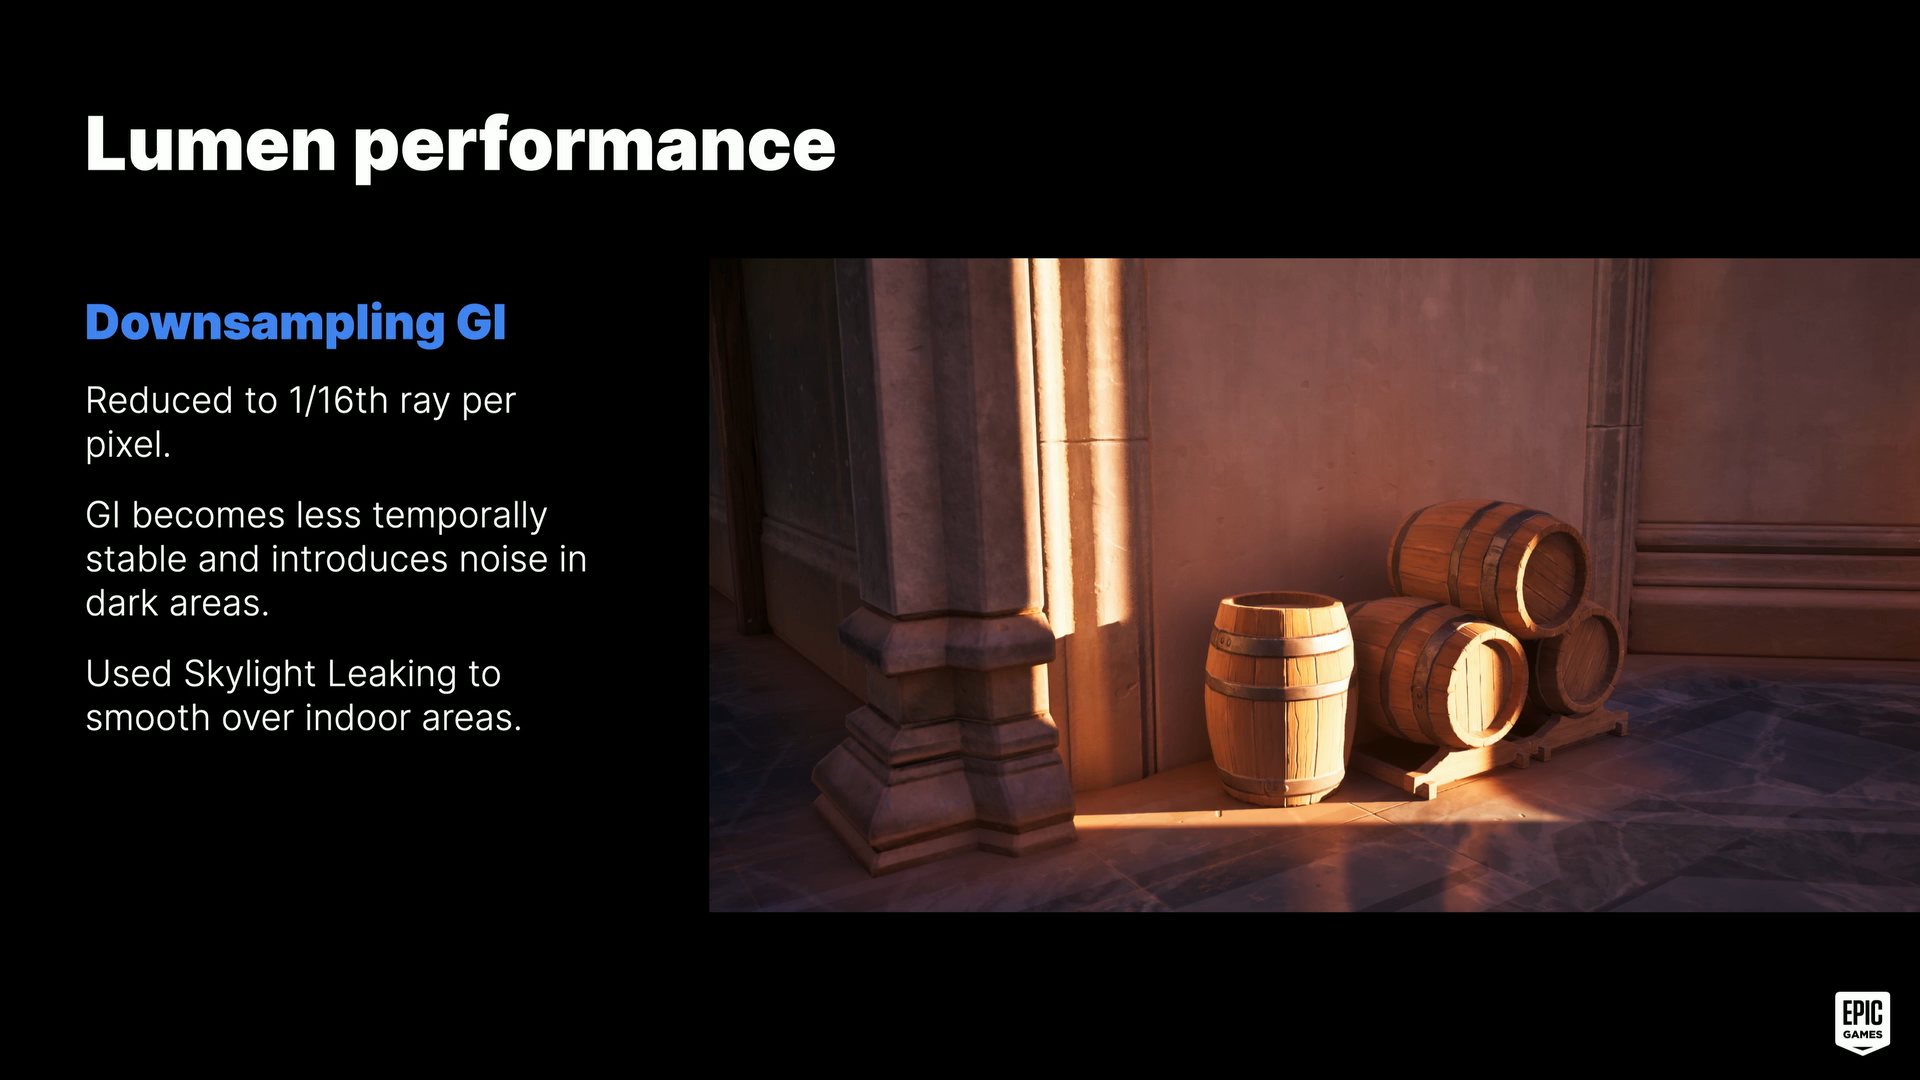 Lumen performance
Downsampling GI
Reduced to 1/16th ray per
pixel.
GI becomes less temporally
stable and introduces noise in
dark areas.
Used Skylight Leaking to
smooth over indoor areas.
EPIC
GAMES